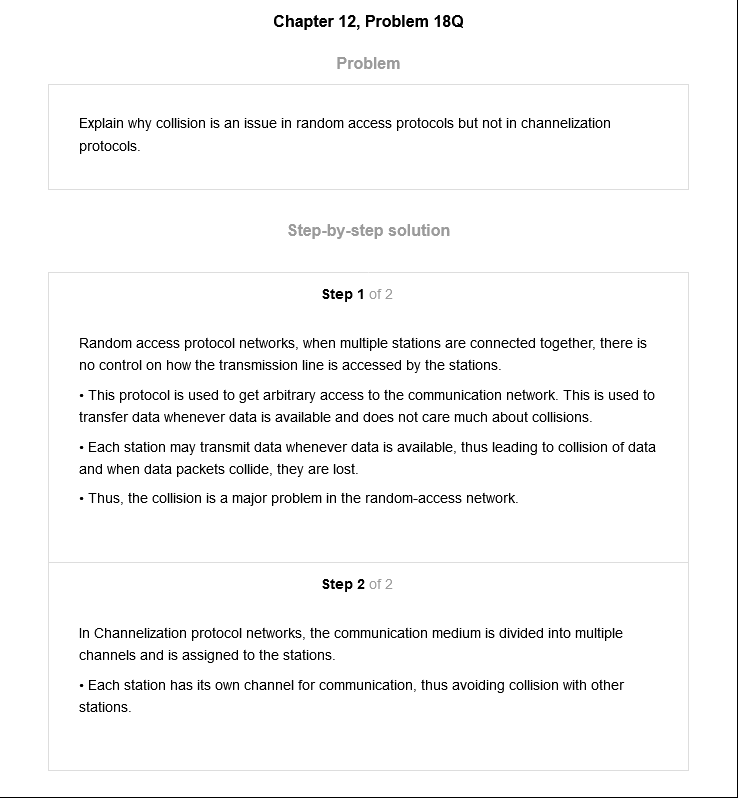 Chapter 12, Problem 18Q
Problem
Explain why collision is an issue in random access protocols but not in channelization
protocols.
Step-by-step solution
Step 1 of 2
Random access protocol networks, when multiple stations are connected together, there is
no control on how the transmission line is accessed by the stations.
• This protocol is used to get arbitrary access to the communication network. This is used to
transfer data whenever data is available and does not care much about collisions.
• Each station may transmit data whenever data is available, thus leading to collision of data
and when data packets collide, they are lost.
• Thus, the collision is a major problem in the random-access network.
Step 2 of 2
In Channelization protocol networks, the communication medium is divided into multiple
channels and is assigned to the stations.
• Each station has its own channel for communication, thus avoiding collision with other
stations.